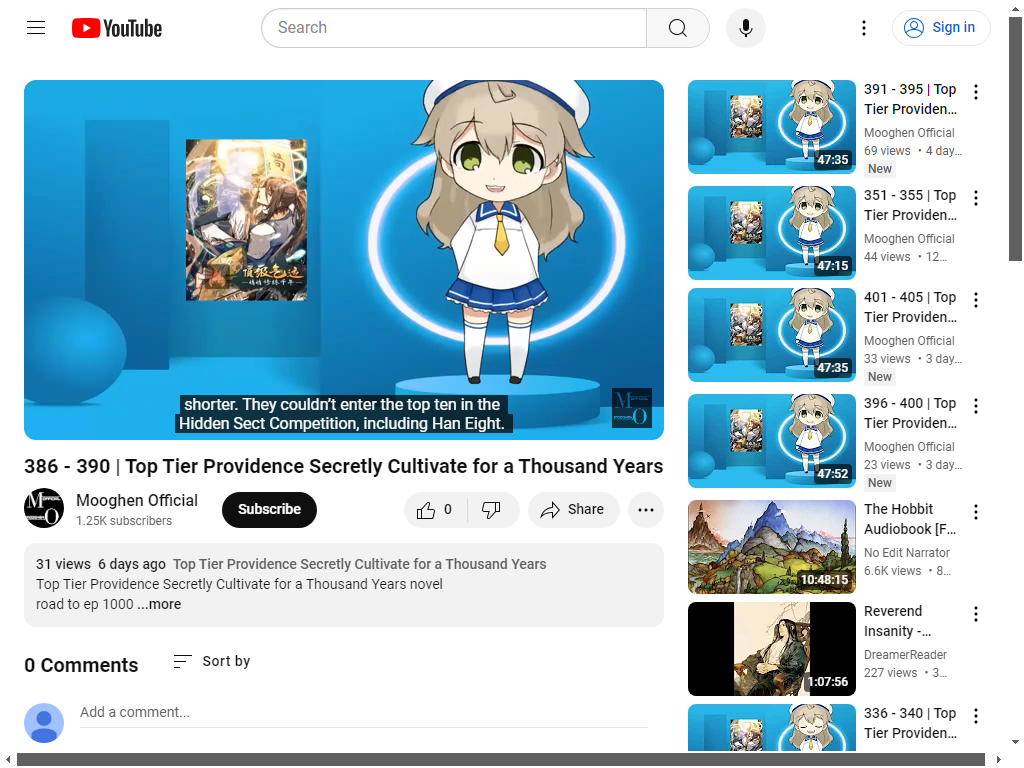 YouTube
Search
Sign in
顶级气运
shorter. They couldn’t enter the top ten in the
Hidden Sect Competition, including Han Eight.
386 - 390 | Top Tier Providence Secretly Cultivate for a Thousand Years
Mooghen Official
1.25K subscribers
Subscribe
0
Share
31 views 6 days ago Top Tier Providence Secretly Cultivate for a Thousand Years
Top Tier Providence Secretly Cultivate for a Thousand Years novel
road to ep 1000 ...more
0 Comments
Sort by
Add a comment...
391 - 395 | Top
Tier Providen...
Mooghen Official
69 views • 4 day...
New
47:35
351 - 355 | Top
Tier Providen...
Mooghen Official
44 views • 12...
47:15
401 - 405 | Top
Tier Providen...
Mooghen Official
33 views • 3 day...
New
47:35
396 - 400 | Top
Tier Providen...
Mooghen Official
23 views • 3 day...
New
47:52
The Hobbit
Audiobook [F...
No Edit Narrator
6.6K views • 8...
10:48:15
Reverend
Insanity -...
DreamerReader
227 views • 3...
1:07:56
336 - 340 | Top
Tier Providen...